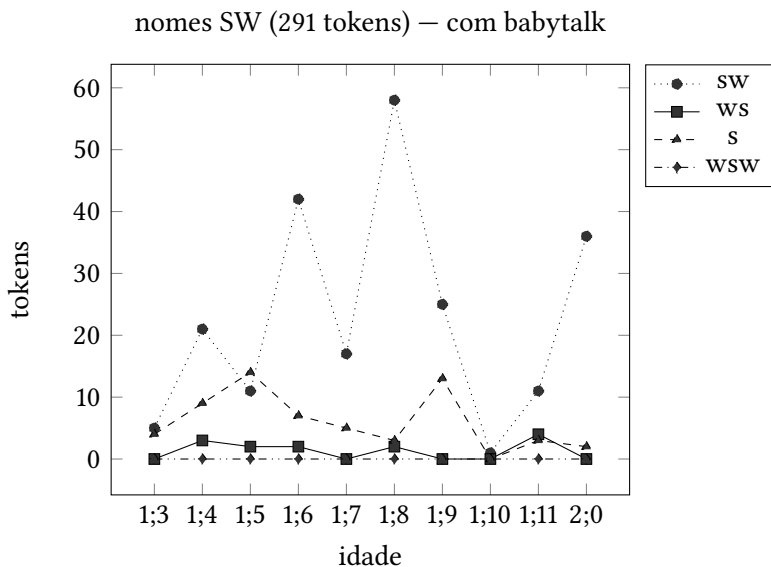 nomes SW (291 tokens) — com babytalk
60
50
40
30
20
10
0
tokens
1;3 1;4 1;5 1;6 1;7 1;8 1;9 1;10 1;11 2;0
idade
SW
WS
S
WSW